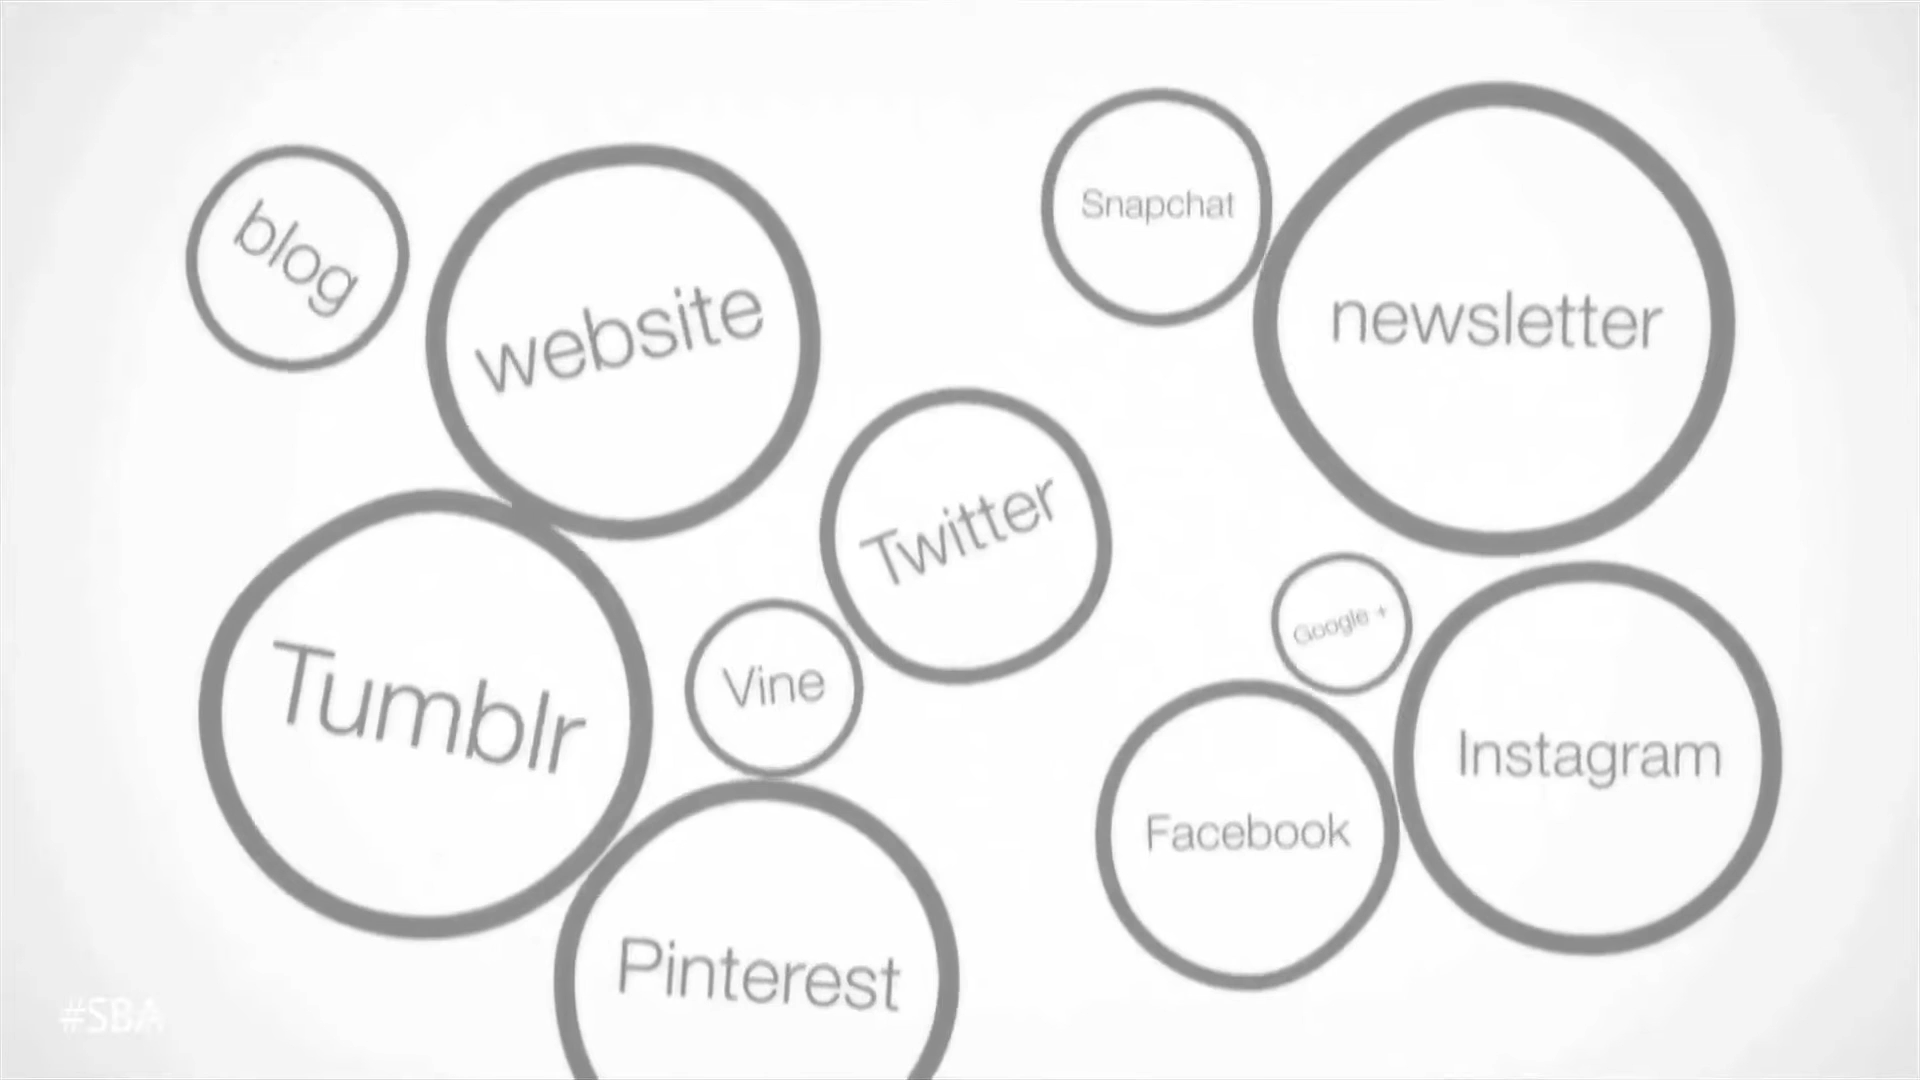 blog
website
Snapchat
newsletter
Twitter
Tumblr
Vine
Google +
Instagram
Facebook
Pinterest
#SBA